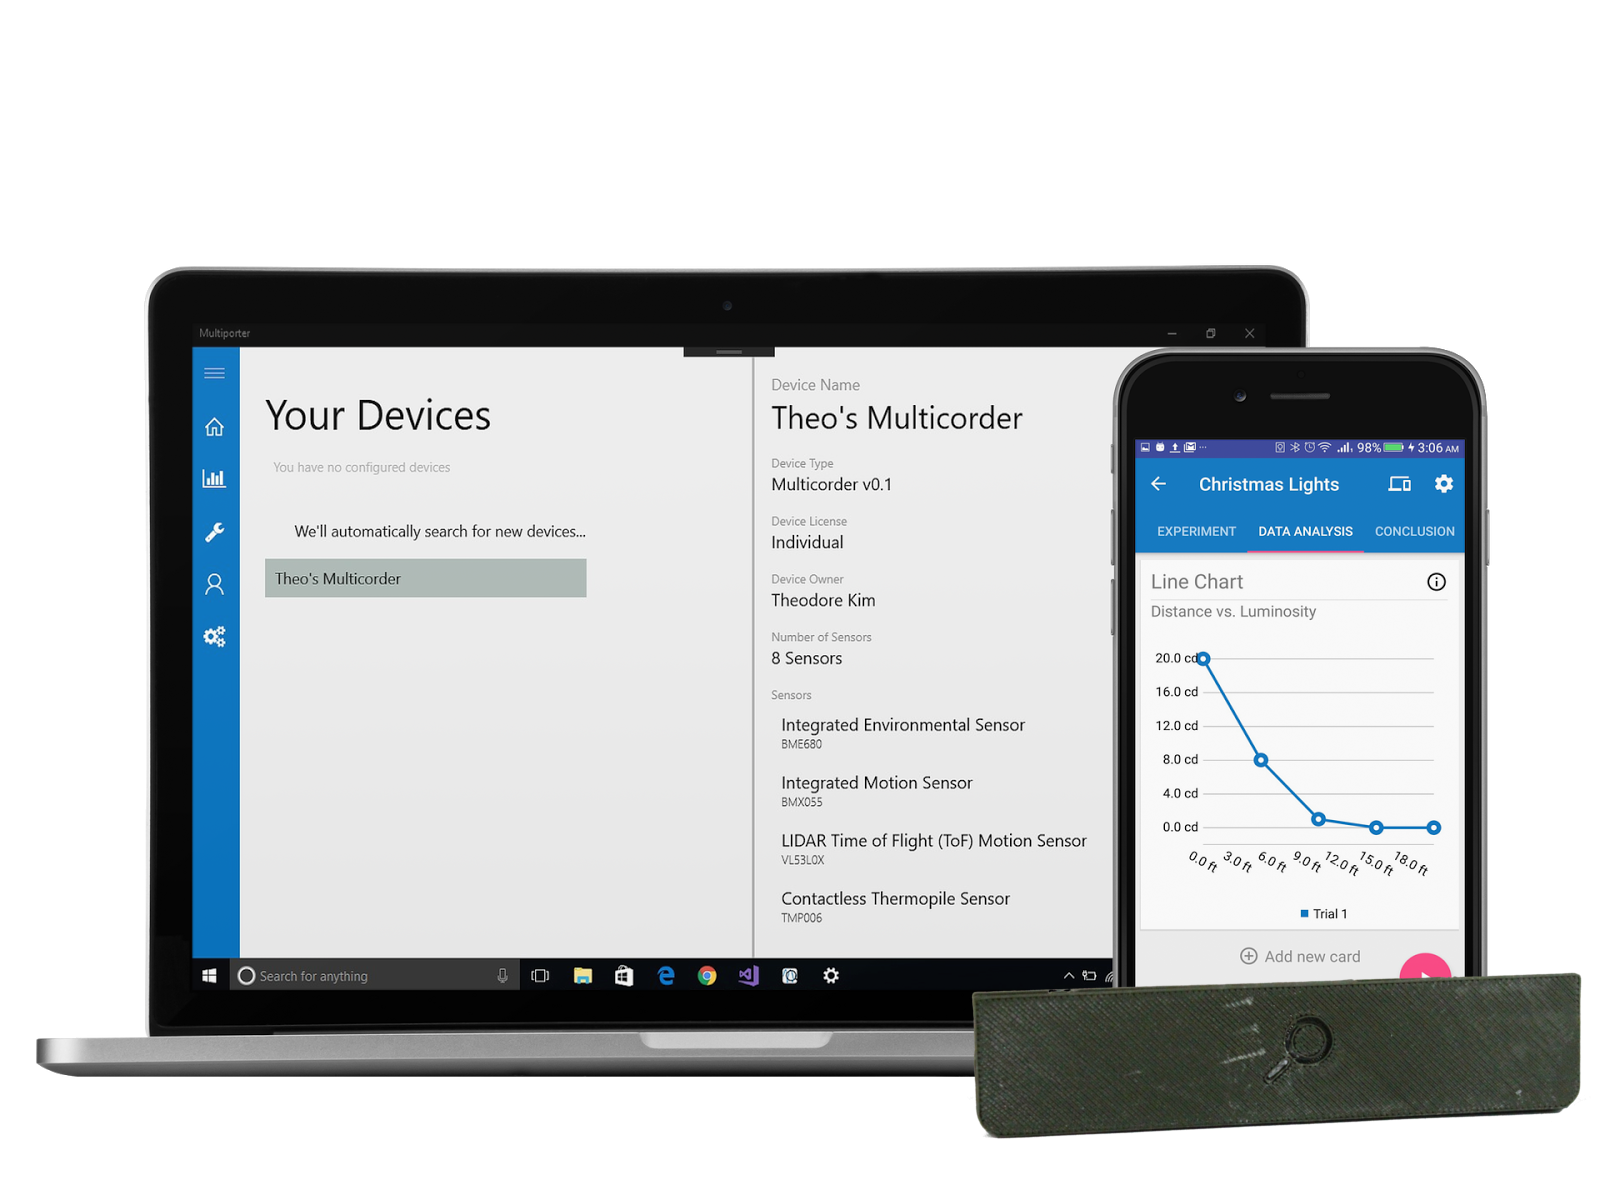 Multiporter
Your Devices
You have no configured devices
We'll automatically search for new devices...
Theo's Multicorder
Device Name
Theo's Multicorder
Device Type
Multicorder v0.1
Device License
Individual
Device Owner
Theodore Kim
Number of Sensors
8 Sensors
Sensors
Integrated Environmental Sensor
BME680
Integrated Motion Sensor
BMX055
LIDAR Time of Flight (ToF) Motion Sensor
VL53L0X
Contactless Thermopile Sensor
TMP006
Search for anything
98% 3:06 AM
Christmas Lights
EXPERIMENT DATA ANALYSIS CONCLUSION
Line Chart
Distance vs. Luminosity
20.0 cd
16.0 cd
12.0 cd
8.0 cd
4.0 cd
0.0 cd
0.0 ft 3.0 ft 6.0 ft 9.0 ft 12.0 ft 15.0 ft 18.0 ft
Trial 1
Add new card